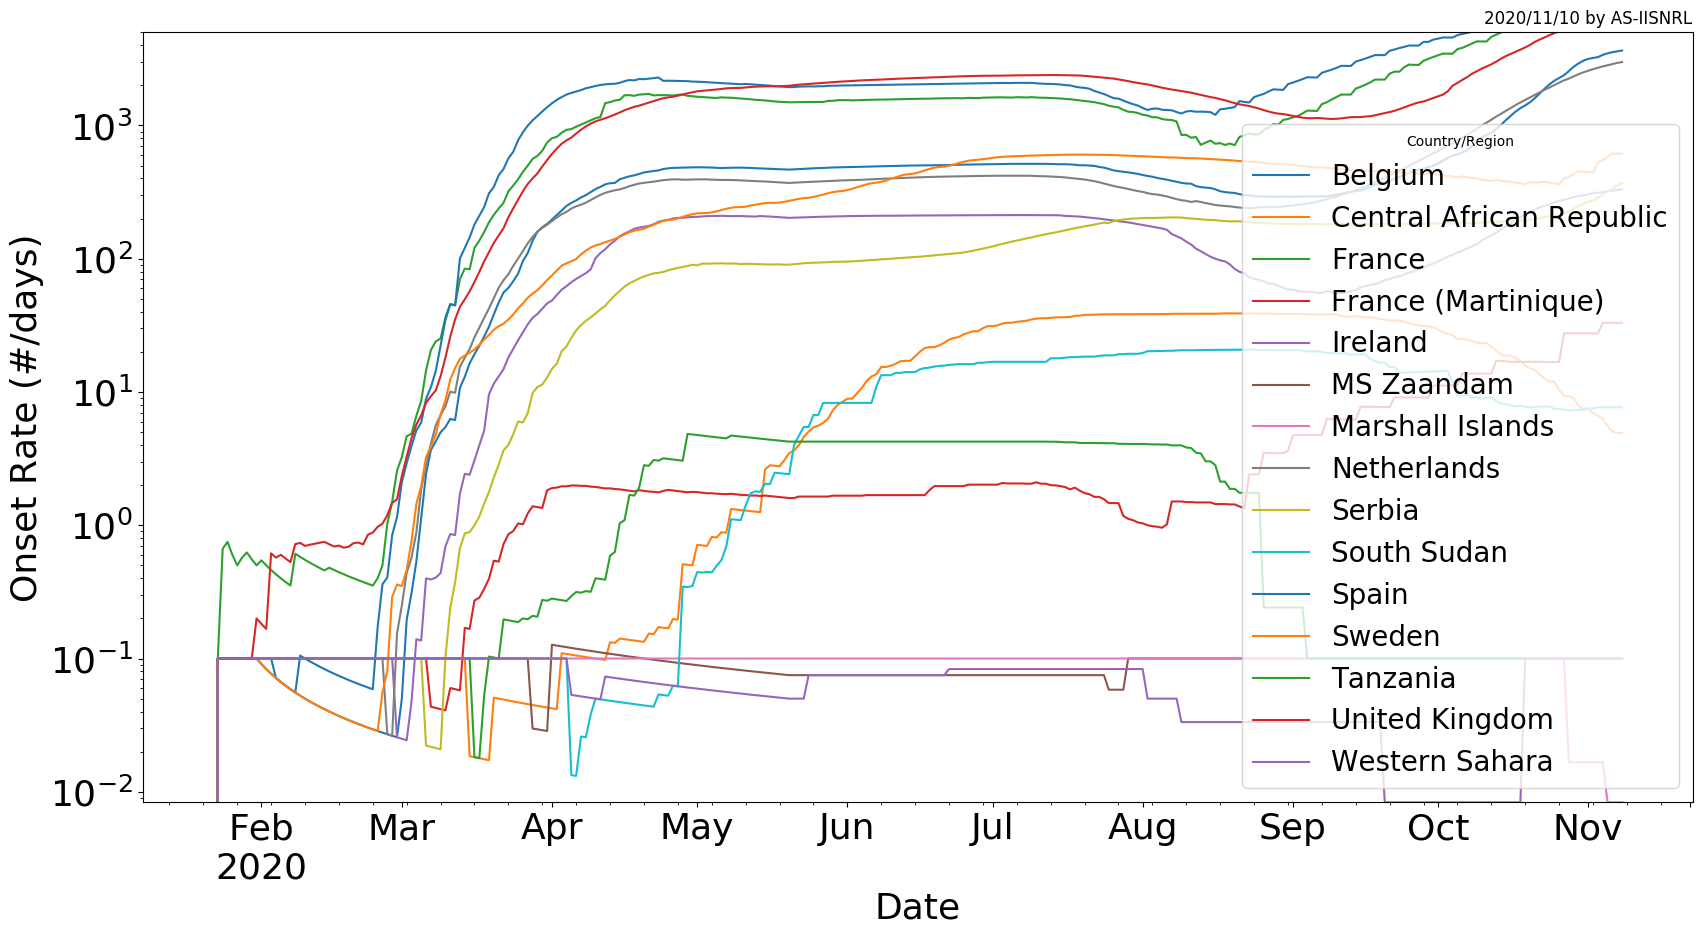 2020/11/10 by AS-IISNRL
Onset Rate (#/days)
10³
10²
10¹
10⁰
10⁻¹
10⁻²
Country/Region
Belgium
Central African Republic
France
France (Martinique)
Ireland
MS Zaandam
Marshall Islands
Netherlands
Serbia
South Sudan
Spain
Sweden
Tanzania
United Kingdom
Western Sahara
Feb Mar Apr May Jun Jul Aug Sep Oct Nov
2020
Date